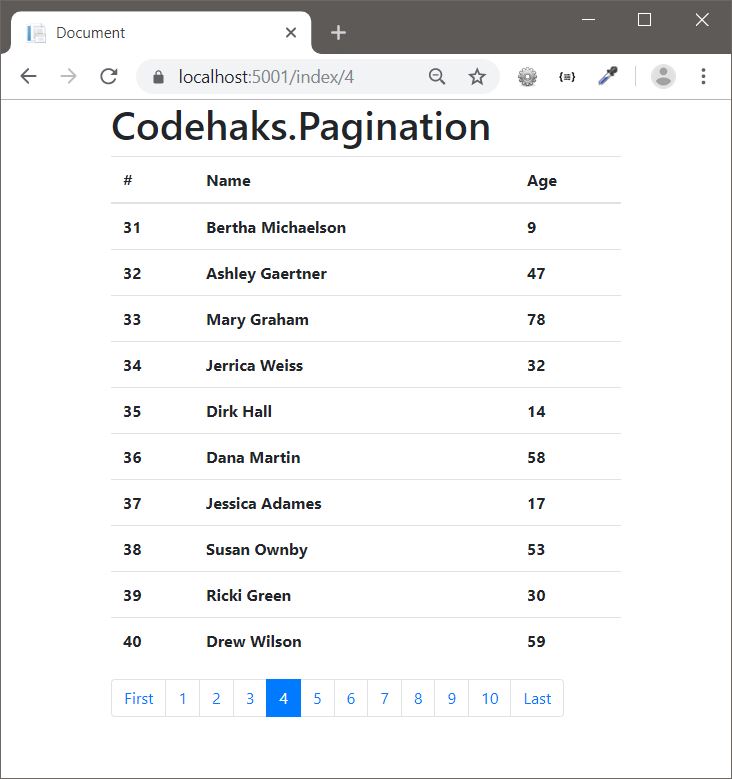 Document
localhost:5001/index/4
Codehaks.Pagination
# Name Age
31 Bertha Michaelson 9
32 Ashley Gaertner 47
33 Mary Graham 78
34 Jerrica Weiss 32
35 Dirk Hall 14
36 Dana Martin 58
37 Jessica Adames 17
38 Susan Ownby 53
39 Ricki Green 30
40 Drew Wilson 59
First 1 2 3 4 5 6 7 8 9 10 Last